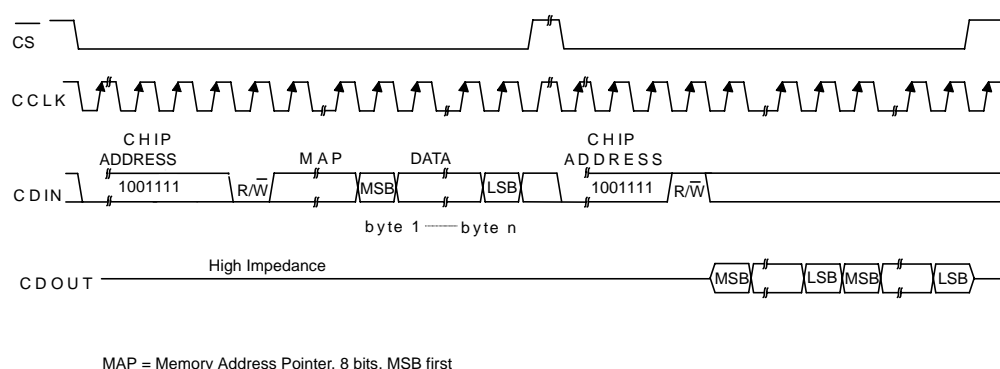 CS
CCLK
CHIP ADDRESS
MAP
DATA
CHIP ADDRESS
CDIN
1001111
R/W
MSB
LSB
1001111
R/W
byte 1
byte n
CDOUT
High Impedance
MSB
LSB
MSB
LSB
MAP = Memory Address Pointer, 8 bits, MSB first